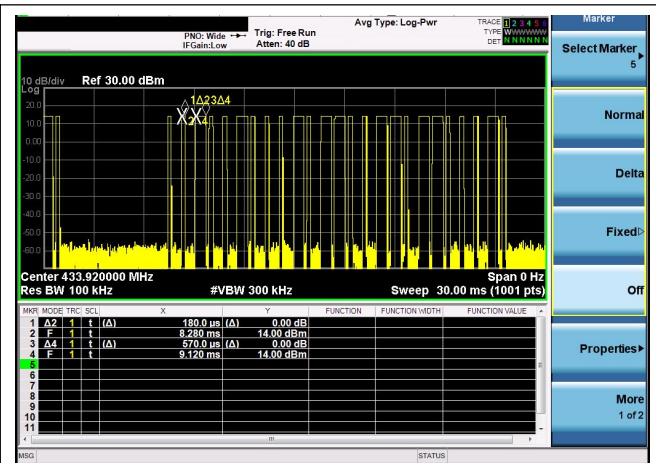 Avg Type: Log-Pwr
TRACE 1 2 3 4 5 6
PNO: Wide Trig: Free Run
TYPE WWWWWW
IFGain:Low Atten: 40 dB
DET N N N N N N
10 dB/div Ref 30.00 dBm
Log
1Δ23Δ4
20.0
10.0
X2 X4
0.00
-10.0
-20.0
-30.0
-40.0
-50.0
-60.0
Center 433.920000 MHz Span 0 Hz
Res BW 100 kHz #VBW 300 kHz Sweep 30.00 ms (1001 pts)
MKR MODE TRC SCL X Y FUNCTION FUNCTION WIDTH FUNCTION VALUE
1 Δ2 1 t (Δ) 180.0 µs (Δ) 0.00 dB
2 F 1 t 8.280 ms 14.00 dBm
3 Δ4 1 t (Δ) 570.0 µs (Δ) 0.00 dB
4 F 1 t 9.120 ms 14.00 dBm
5
6
7
8
9
10
11
MSG STATUS
Marker
Select Marker
5
Normal
Delta
Fixed
Off
Properties
More
1 of 2